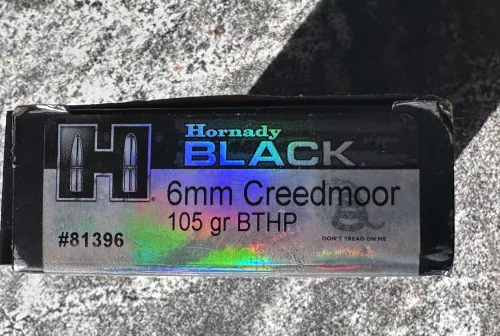 Hornady
BLACK
H
6mm Creedmoor
105 gr BTHP
#81396
DON'T TREAD ON ME